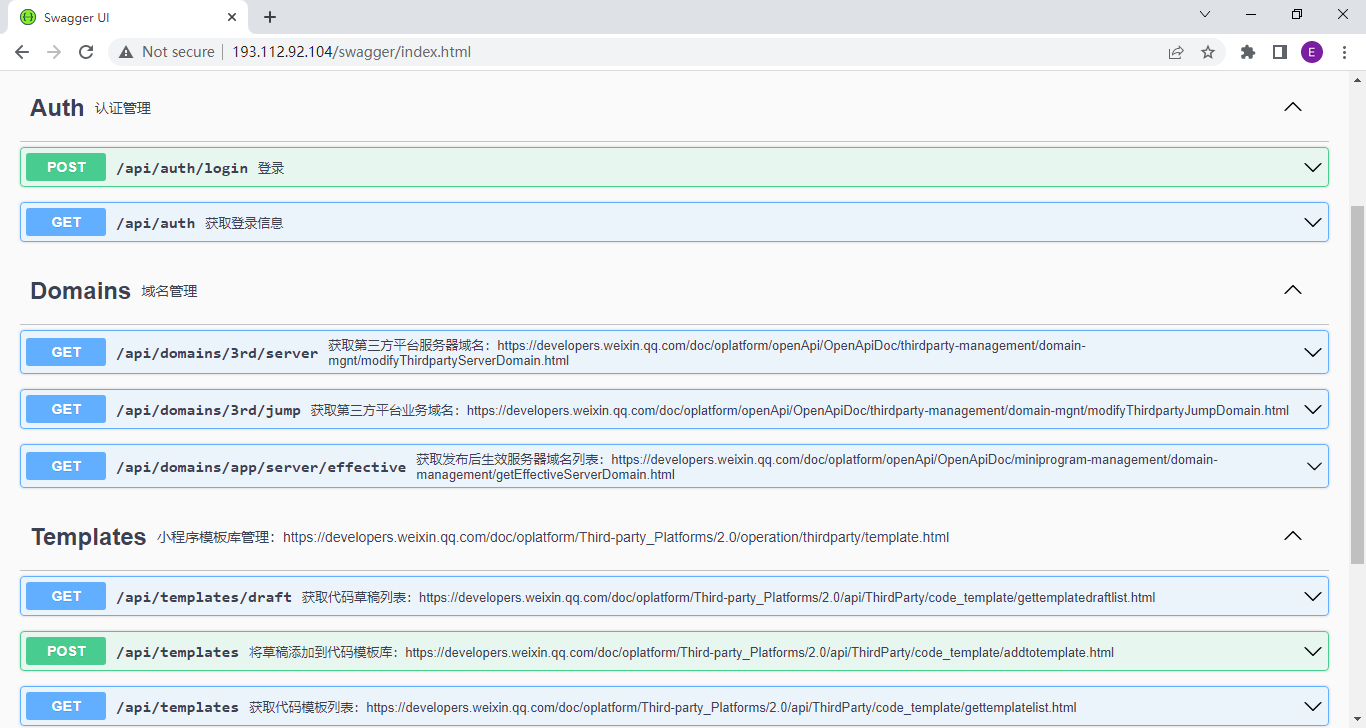 Swagger UI
Not secure
193.112.92.104/swagger/index.html
E
Auth 认证管理
POST /api/auth/login 登录
GET /api/auth 获取登录信息
Domains 域名管理
GET /api/domains/3rd/server 获取第三方平台服务器域名：https://developers.weixin.qq.com/doc/oplatform/openApi/OpenApiDoc/thirdparty-management/domain-
mgnt/modifyThirdpartyServerDomain.html
GET /api/domains/3rd/jump 获取第三方平台业务域名：https://developers.weixin.qq.com/doc/oplatform/openApi/OpenApiDoc/thirdparty-management/domain-mgnt/modifyThirdpartyJumpDomain.html
GET /api/domains/app/server/effective 获取发布后生效服务器域名列表：https://developers.weixin.qq.com/doc/oplatform/openApi/OpenApiDoc/miniprogram-management/domain-
management/getEffectiveServerDomain.html
Templates 小程序模板库管理：https://developers.weixin.qq.com/doc/oplatform/Third-party_Platforms/2.0/operation/thirdparty/template.html
GET /api/templates/draft 获取代码草稿列表：https://developers.weixin.qq.com/doc/oplatform/Third-party_Platforms/2.0/api/ThirdParty/code_template/gettemplatedraftlist.html
POST /api/templates 将草稿添加到代码模板库：https://developers.weixin.qq.com/doc/oplatform/Third-party_Platforms/2.0/api/ThirdParty/code_template/addtotemplate.html
GET /api/templates 获取代码模板列表：https://developers.weixin.qq.com/doc/oplatform/Third-party_Platforms/2.0/api/ThirdParty/code_template/gettemplatelist.html